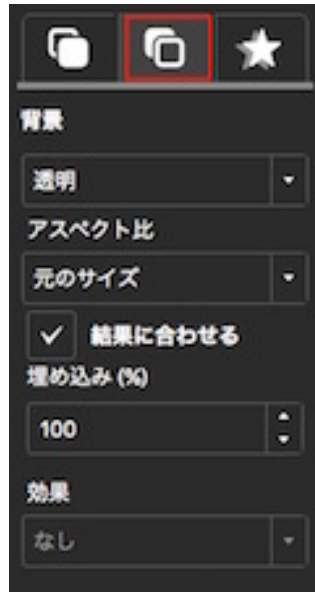 背景
透明
アスペクト比
元のサイズ
結果に合わせる
埋め込み (%)
100
効果
なし